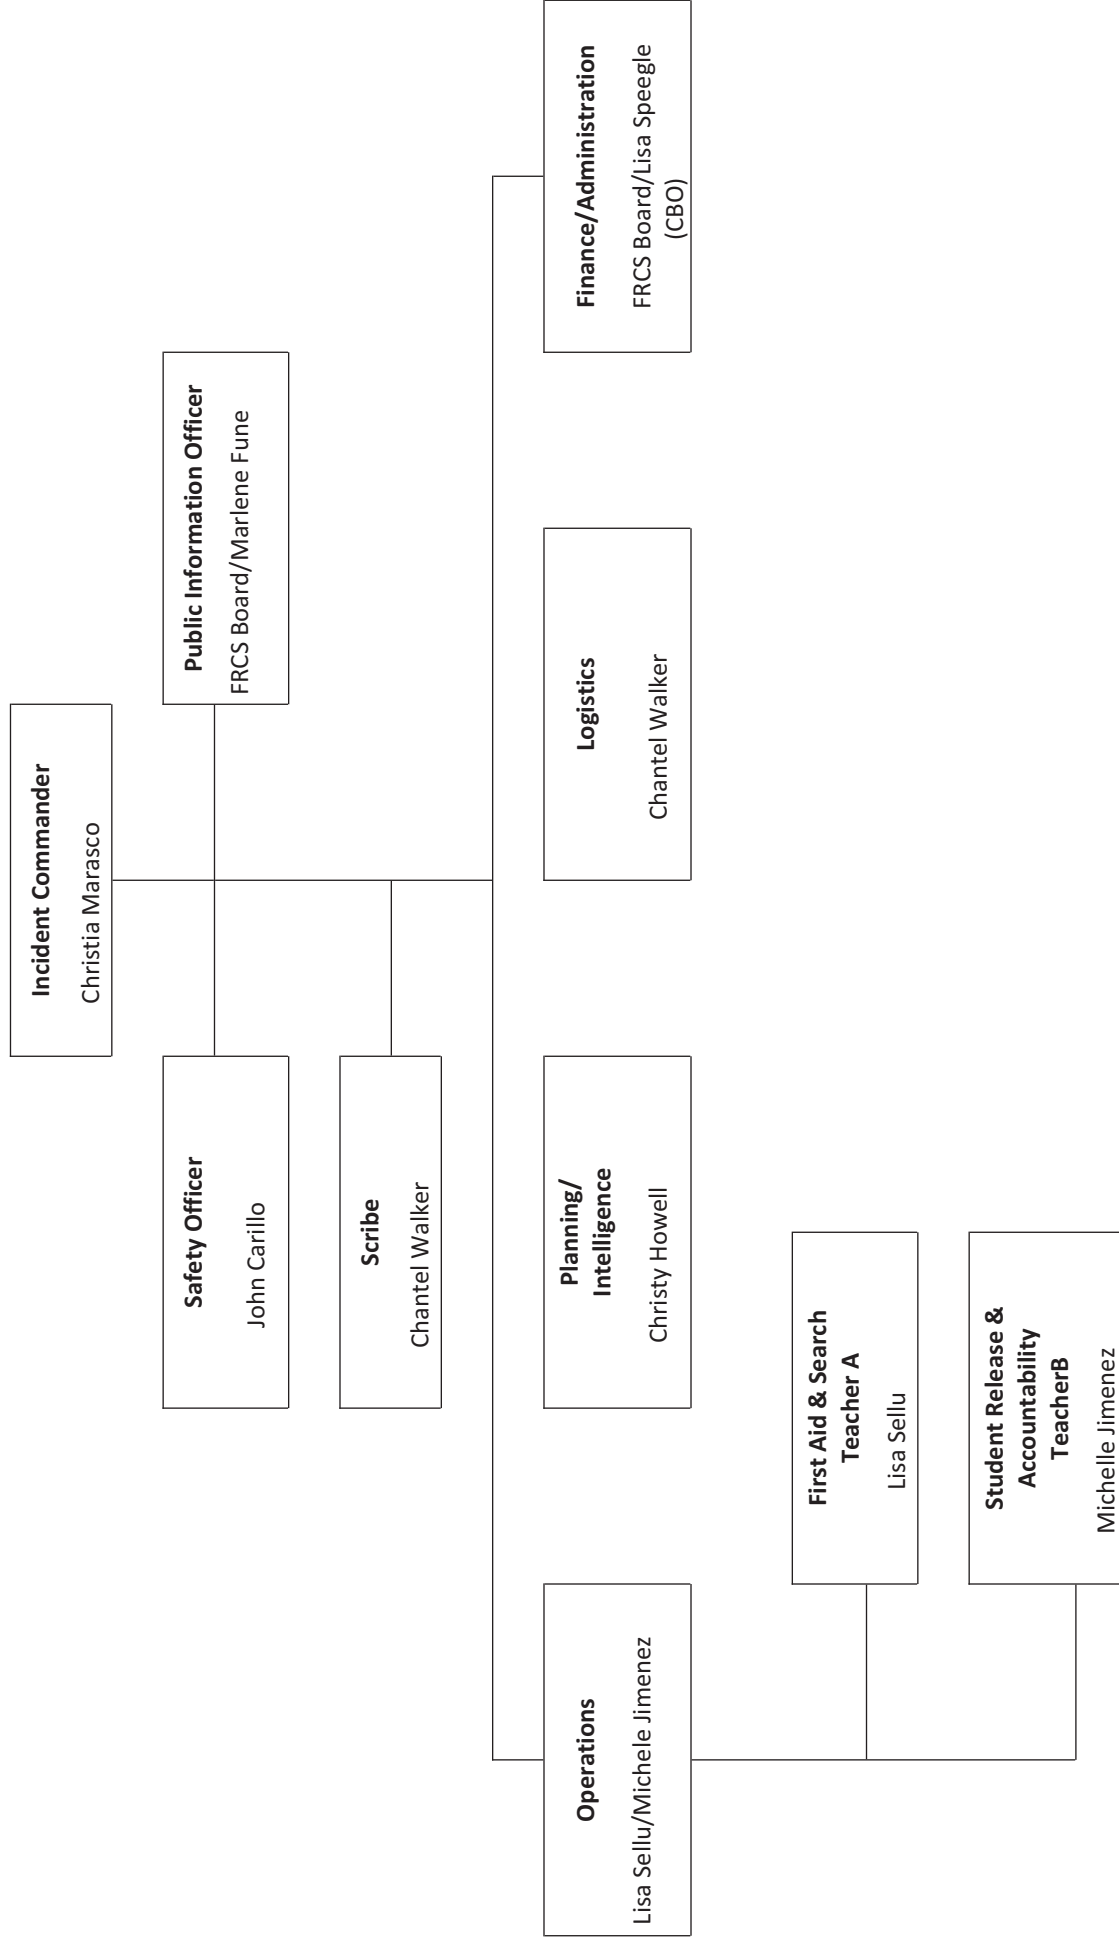 Incident Commander
Christia Marasco
Safety Officer
John Carillo
Public Information Officer
FRCS Board/Marlene Fune
Scribe
Chantel Walker
Operations
Lisa Sellu/Michele Jimenez
Planning/
Intelligence
Christy Howell
Logistics
Chantel Walker
Finance/Administration
FRCS Board/Lisa Speegle
(CBO)
First Aid & Search
Teacher A
Lisa Sellu
Student Release &
Accountability
TeacherB
Michelle Jimenez